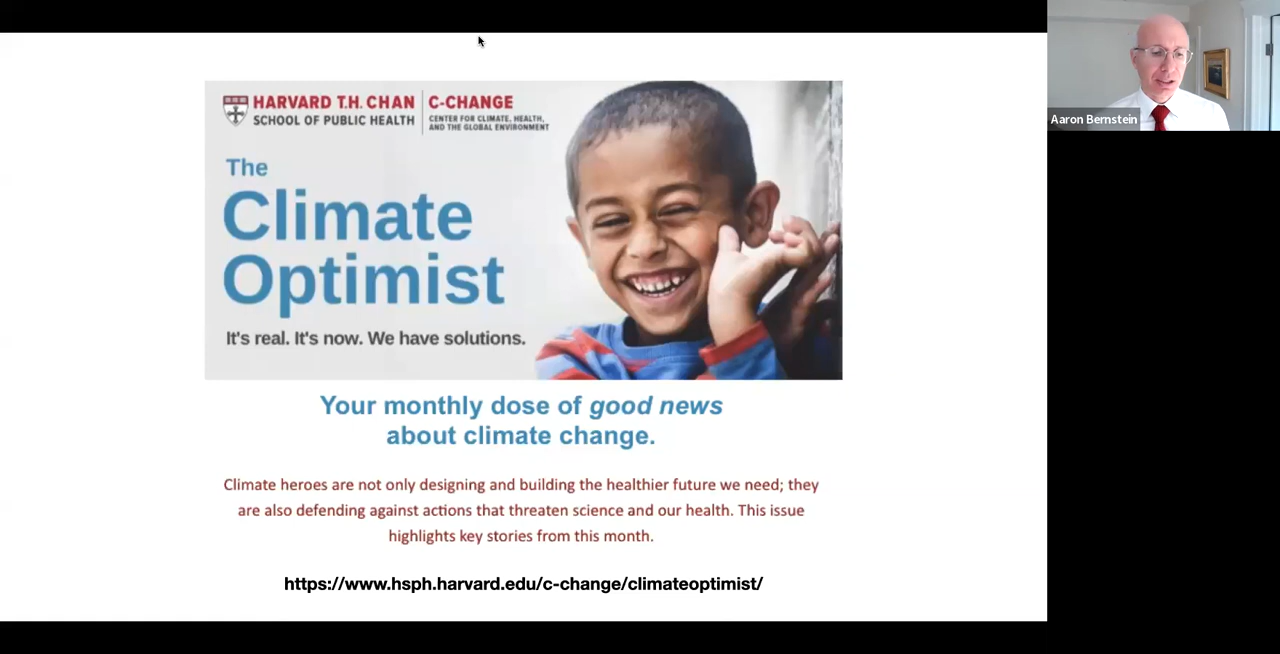 HARVARD T.H. CHAN
SCHOOL OF PUBLIC HEALTH
C-CHANGE
CENTER FOR CLIMATE, HEALTH,
AND THE GLOBAL ENVIRONMENT
The
Climate
Optimist
It's real. It's now. We have solutions.
Your monthly dose of good news
about climate change.
Climate heroes are not only designing and building the healthier future we need; they
are also defending against actions that threaten science and our health. This issue
highlights key stories from this month.
https://www.hsph.harvard.edu/c-change/climateoptimist/
Aaron Bernstein